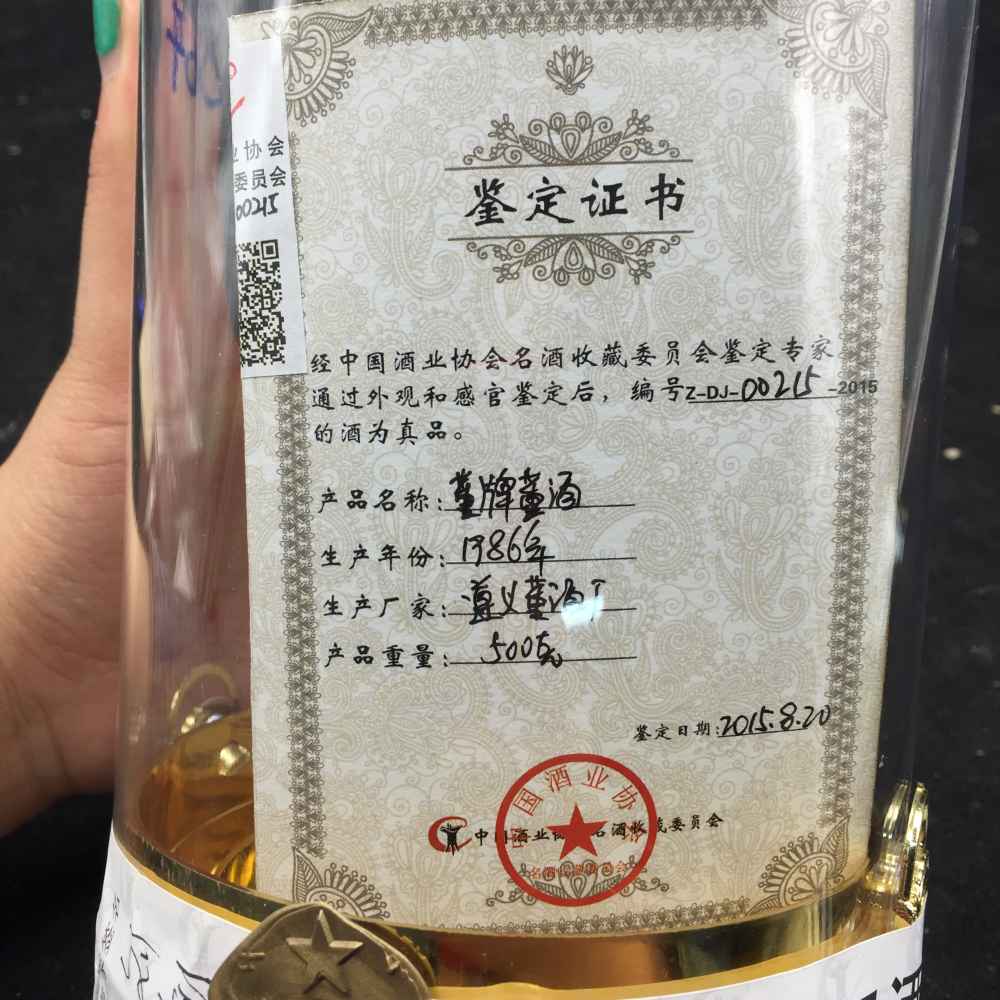 业协会
委员会
00215
鉴定证书
经中国酒业协会名酒收藏委员会鉴定专家
通过外观和感官鉴定后，编号Z-DJ-00215-2015
的酒为真品。
产品名称：董牌董酒
生产年份：1986年
生产厂家：遵义董酒厂
产品重量：500克
鉴定日期：2015.8.20
中国酒业协会名酒收藏委员会
国酒业协